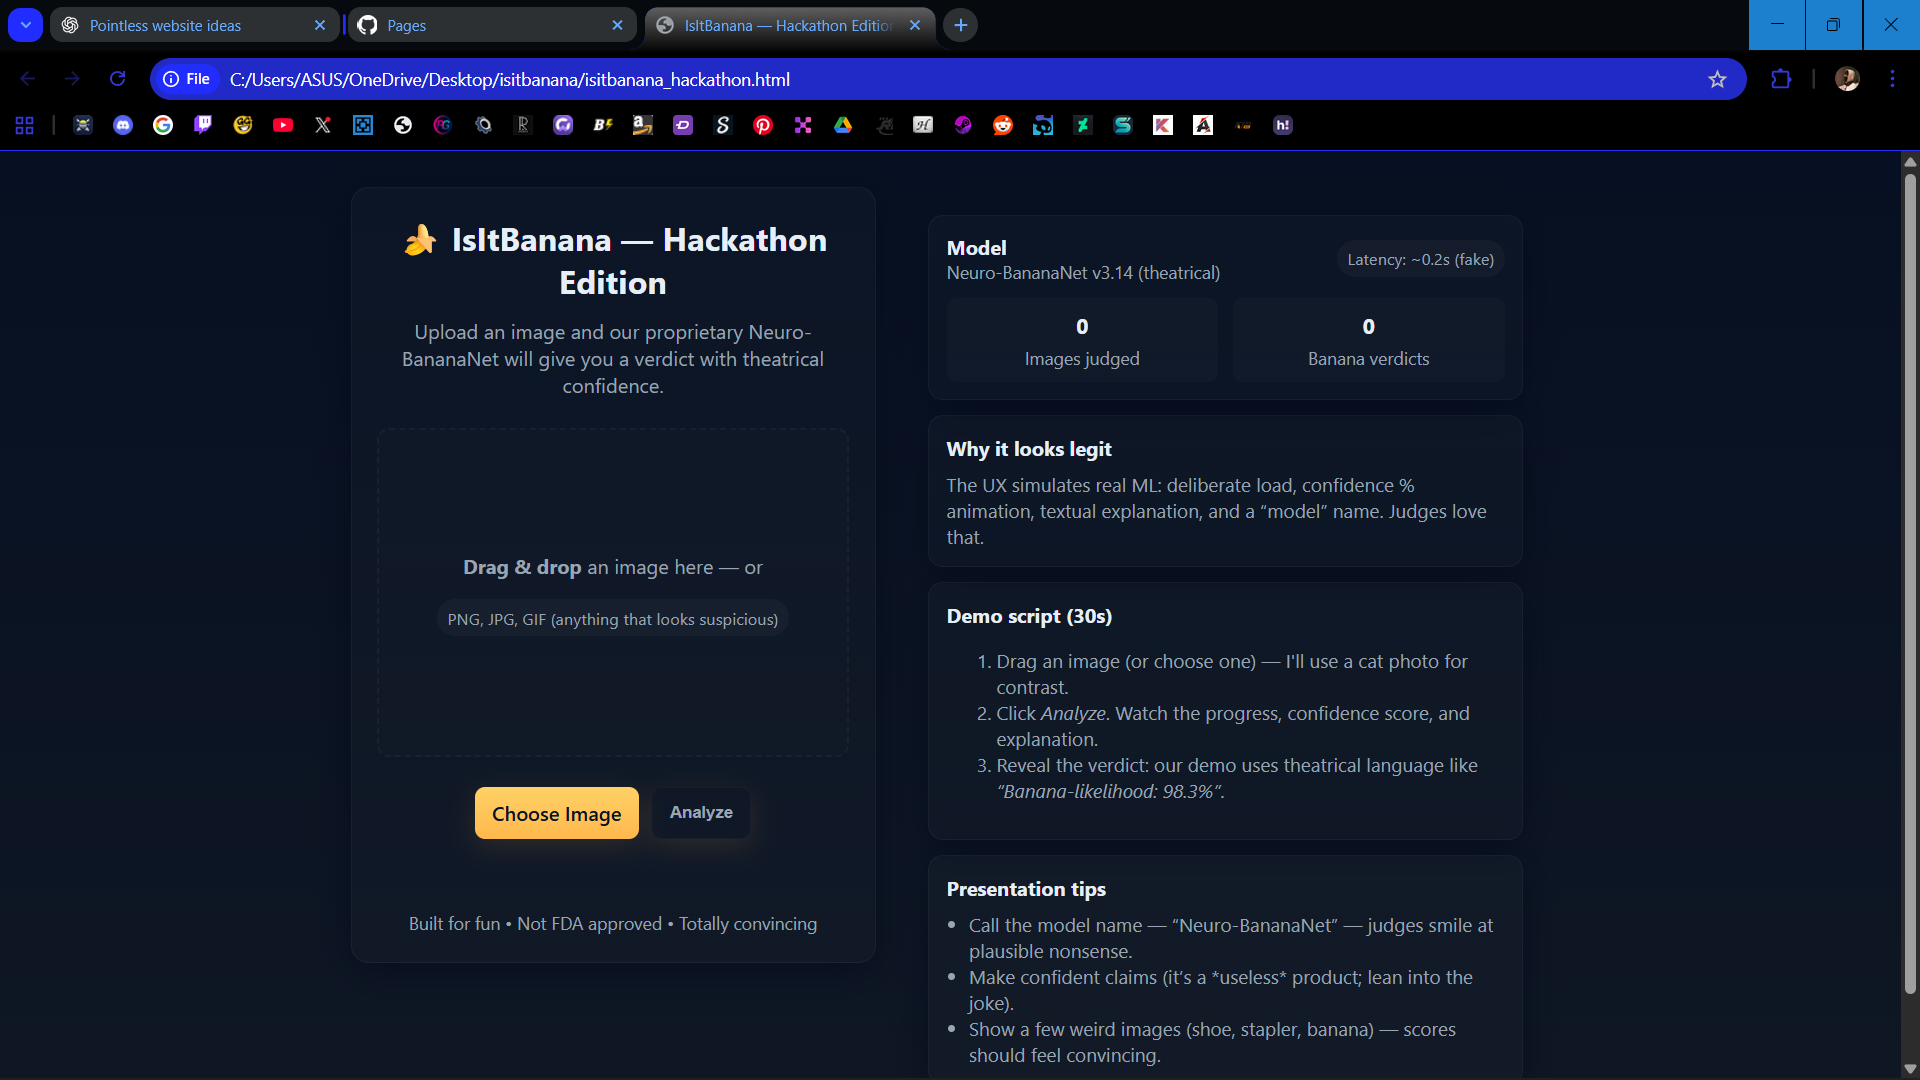 Pointless website ideas
Pages
IsItBanana — Hackathon Edition
File
C:/Users/ASUS/OneDrive/Desktop/isitbanana/isitbanana_hackathon.html
IsItBanana — Hackathon
Edition
Upload an image and our proprietary Neuro-
BananaNet will give you a verdict with theatrical
confidence.
Drag & drop an image here — or
PNG, JPG, GIF (anything that looks suspicious)
Choose Image
Analyze
Built for fun • Not FDA approved • Totally convincing
Model
Neuro-BananaNet v3.14 (theatrical)
Latency: ~0.2s (fake)
0
Images judged
0
Banana verdicts
Why it looks legit
The UX simulates real ML: deliberate load, confidence %
animation, textual explanation, and a “model” name. Judges love
that.
Demo script (30s)
1. Drag an image (or choose one) — I'll use a cat photo for
contrast.
2. Click Analyze. Watch the progress, confidence score, and
explanation.
3. Reveal the verdict: our demo uses theatrical language like
“Banana-likelihood: 98.3%”.
Presentation tips
• Call the model name — “Neuro-BananaNet” — judges smile at
plausible nonsense.
• Make confident claims (it’s a *useless* product; lean into the
joke).
• Show a few weird images (shoe, stapler, banana) — scores
should feel convincing.